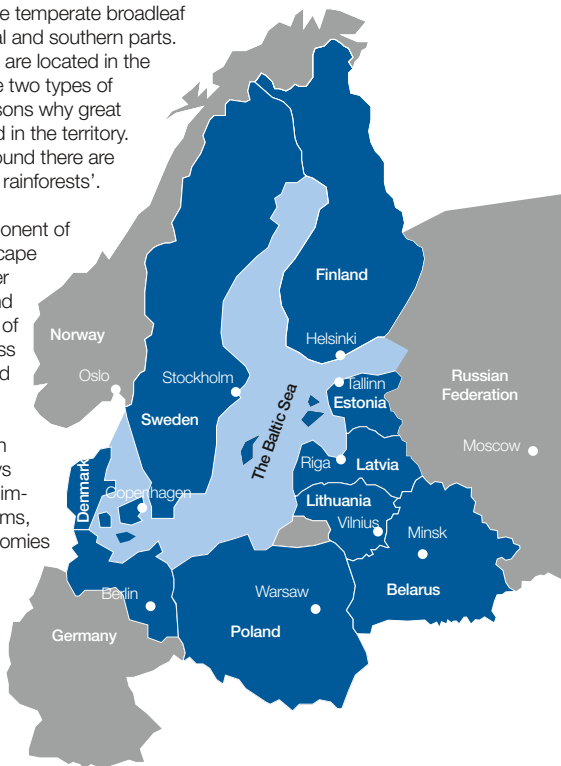 e temperate broadleaf
al and southern parts.
are located in the
e two types of
sons why great
d in the territory.
ound there are
rainforests’.
ponent of
cape
er
nd
of
ss
d
n
ws
im-
ms,
omies
Finland
Norway
Helsinki
Oslo
Stockholm
Tallinn
Estonia
Russian
Federation
Sweden
The Baltic Sea
Moscow
Riga
Latvia
Denmark
Copenhagen
Lithuania
Vilnius
Minsk
Berlin
Warsaw
Belarus
Germany
Poland